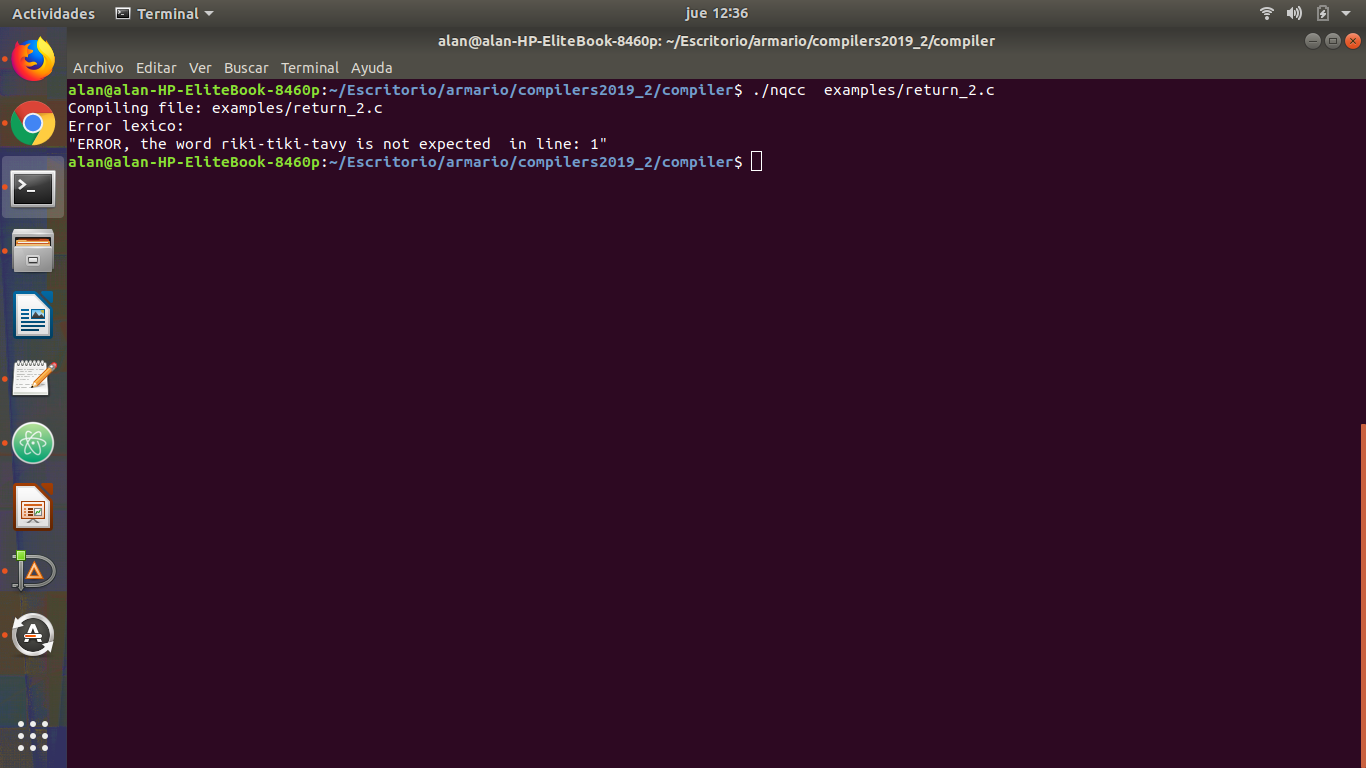 Actividades Terminal jue 12:36
alan@alan-HP-EliteBook-8460p: ~/Escritorio/armario/compilers2019_2/compiler
Archivo Editar Ver Buscar Terminal Ayuda
alan@alan-HP-EliteBook-8460p:~/Escritorio/armario/compilers2019_2/compiler$ ./nqcc  examples/return_2.c
Compiling file: examples/return_2.c
Error lexico:
"ERROR, the word riki-tiki-tavy is not expected  in line: 1"
alan@alan-HP-EliteBook-8460p:~/Escritorio/armario/compilers2019_2/compiler$